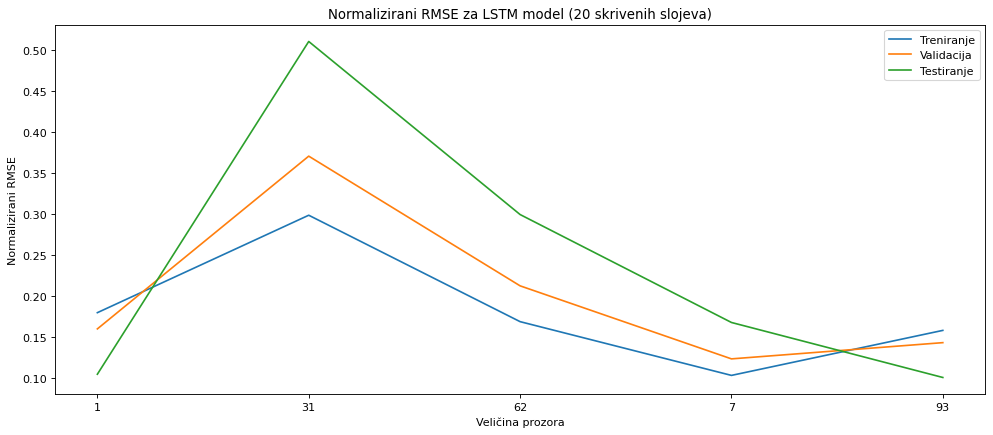 Normalizirani RMSE za LSTM model (20 skrivenih slojeva)
Treniranje
Validacija
Testiranje
Normalizirani RMSE
0.50
0.45
0.40
0.35
0.30
0.25
0.20
0.15
0.10
1 31 62 7 93
Veličina prozora